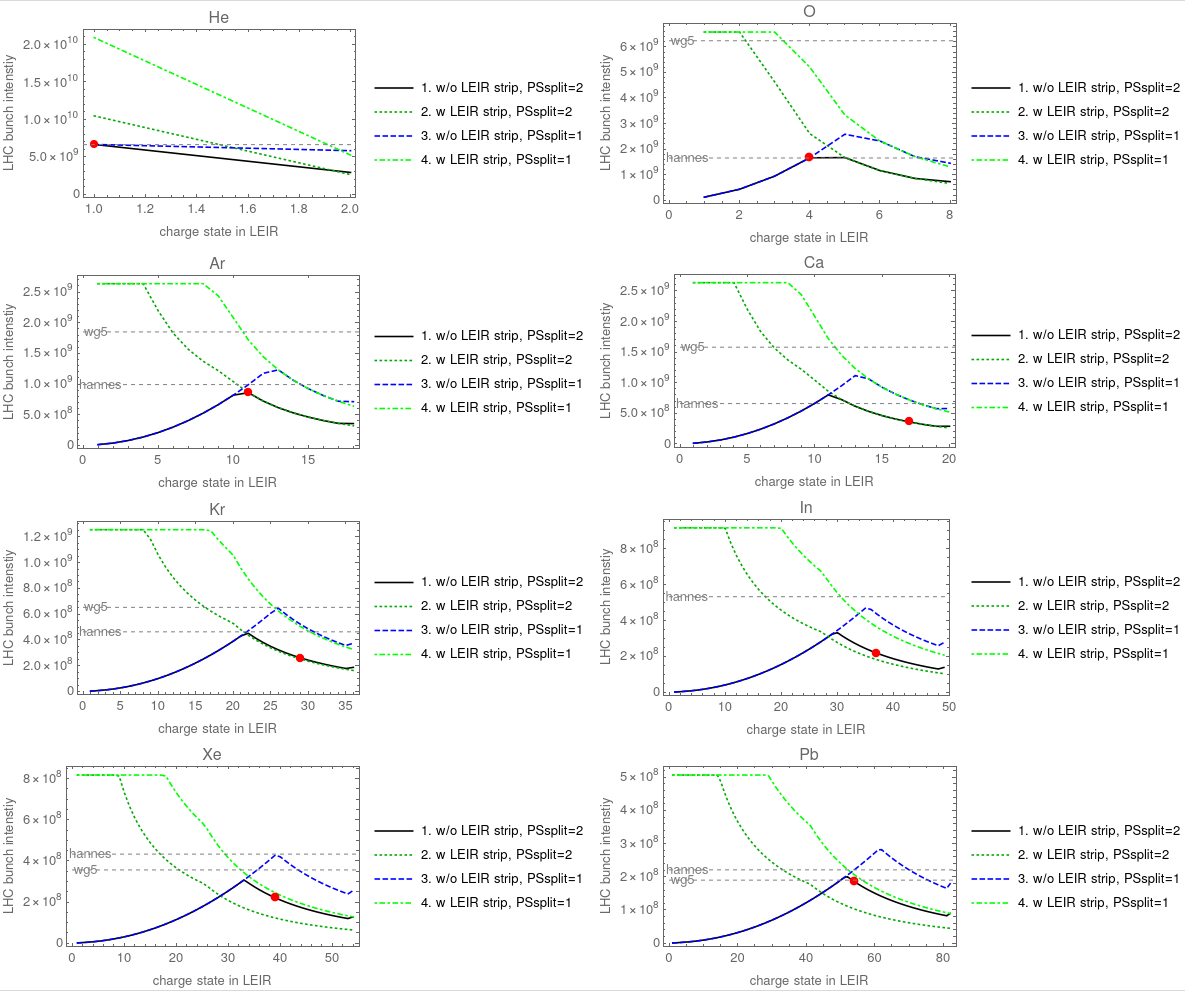 He
LHC bunch intenstiy
2.0 × 10^10
1.5 × 10^10
1.0 × 10^10
5.0 × 10^9
0
1.0 1.2 1.4 1.6 1.8 2.0
charge state in LEIR
1. w/o LEIR strip, PSsplit=2
2. w LEIR strip, PSsplit=2
3. w/o LEIR strip, PSsplit=1
4. w LEIR strip, PSsplit=1
O
LHC bunch intenstiy
6 × 10^9
5 × 10^9
4 × 10^9
3 × 10^9
2 × 10^9
1 × 10^9
0
wg5
hannes
0 2 4 6 8
charge state in LEIR
1. w/o LEIR strip, PSsplit=2
2. w LEIR strip, PSsplit=2
3. w/o LEIR strip, PSsplit=1
4. w LEIR strip, PSsplit=1
Ar
LHC bunch intenstiy
2.5 × 10^9
2.0 × 10^9
1.5 × 10^9
1.0 × 10^9
5.0 × 10^8
0
wg5
hannes
0 5 10 15
charge state in LEIR
1. w/o LEIR strip, PSsplit=2
2. w LEIR strip, PSsplit=2
3. w/o LEIR strip, PSsplit=1
4. w LEIR strip, PSsplit=1
Ca
LHC bunch intenstiy
2.5 × 10^9
2.0 × 10^9
1.5 × 10^9
1.0 × 10^9
5.0 × 10^8
0
wg5
hannes
0 5 10 15 20
charge state in LEIR
1. w/o LEIR strip, PSsplit=2
2. w LEIR strip, PSsplit=2
3. w/o LEIR strip, PSsplit=1
4. w LEIR strip, PSsplit=1
Kr
LHC bunch intenstiy
1.2 × 10^9
1.0 × 10^9
8.0 × 10^8
6.0 × 10^8
4.0 × 10^8
2.0 × 10^8
0
wg5
hannes
0 5 10 15 20 25 30 35
charge state in LEIR
1. w/o LEIR strip, PSsplit=2
2. w LEIR strip, PSsplit=2
3. w/o LEIR strip, PSsplit=1
4. w LEIR strip, PSsplit=1
In
LHC bunch intenstiy
8 × 10^8
6 × 10^8
4 × 10^8
2 × 10^8
0
hannes
0 10 20 30 40 50
charge state in LEIR
1. w/o LEIR strip, PSsplit=2
2. w LEIR strip, PSsplit=2
3. w/o LEIR strip, PSsplit=1
4. w LEIR strip, PSsplit=1
Xe
LHC bunch intenstiy
8 × 10^8
6 × 10^8
4 × 10^8
2 × 10^8
0
hannes
wg5
0 10 20 30 40 50
charge state in LEIR
1. w/o LEIR strip, PSsplit=2
2. w LEIR strip, PSsplit=2
3. w/o LEIR strip, PSsplit=1
4. w LEIR strip, PSsplit=1
Pb
LHC bunch intenstiy
5 × 10^8
4 × 10^8
3 × 10^8
2 × 10^8
1 × 10^8
0
hannes
wg5
0 20 40 60 80
charge state in LEIR
1. w/o LEIR strip, PSsplit=2
2. w LEIR strip, PSsplit=2
3. w/o LEIR strip, PSsplit=1
4. w LEIR strip, PSsplit=1